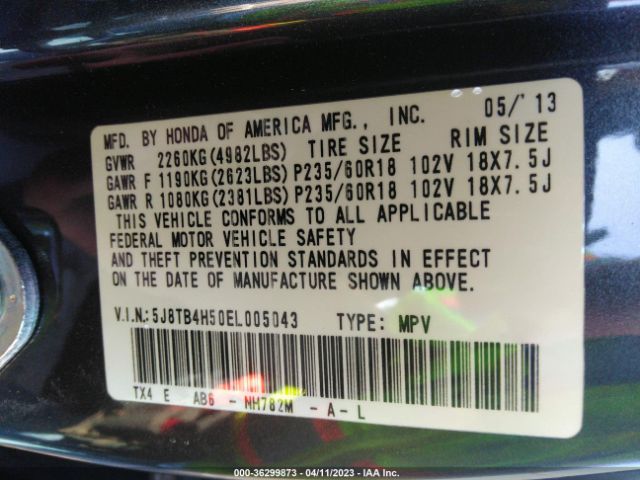 MFD. BY HONDA OF AMERICA MFG., INC. 05/'13
GVWR 2260KG(4982LBS) TIRE SIZE RIM SIZE
GAWR F 1190KG(2623LBS) P235/60R18 102V 18X7.5J
GAWR R 1080KG(2381LBS) P235/60R18 102V 18X7.5J
THIS VEHICLE CONFORMS TO ALL APPLICABLE
FEDERAL MOTOR VEHICLE SAFETY
AND THEFT PREVENTION STANDARDS IN EFFECT
ON THE DATE OF MANUFACTURE SHOWN ABOVE.
V.I.N.:5J8TB4H50EL005043 TYPE: MPV
TX4 E AB6 - NH782M - A-L
000-36299873 - 04/11/2023 - IAA Inc.